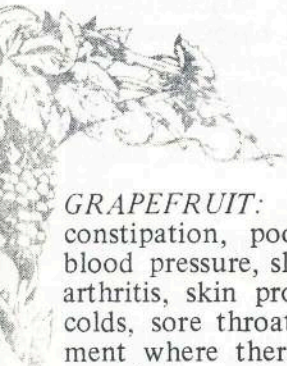 GRAPEFRUIT:
constipation, poo
blood pressure, sl
arthritis, skin pro
colds, sore throat
ment where ther